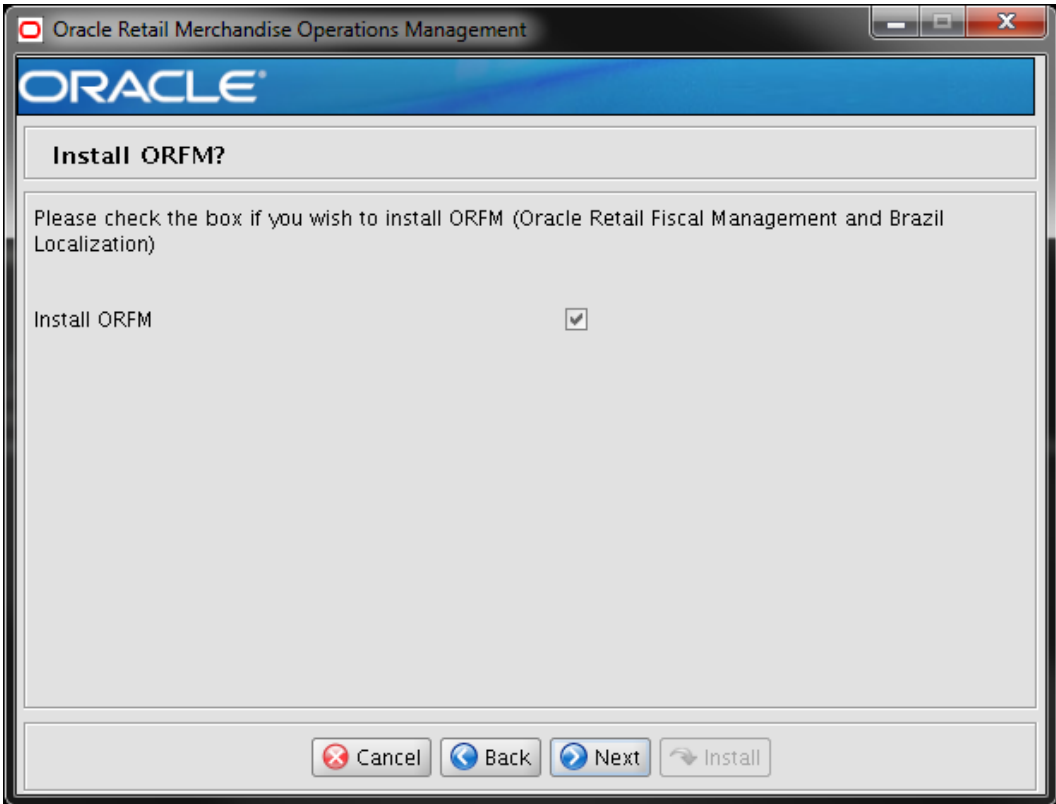 Oracle Retail Merchandise Operations Management
ORACLE®
Install ORFM?
Please check the box if you wish to install ORFM (Oracle Retail Fiscal Management and Brazil
Localization)
Install ORFM
Cancel Back Next Install